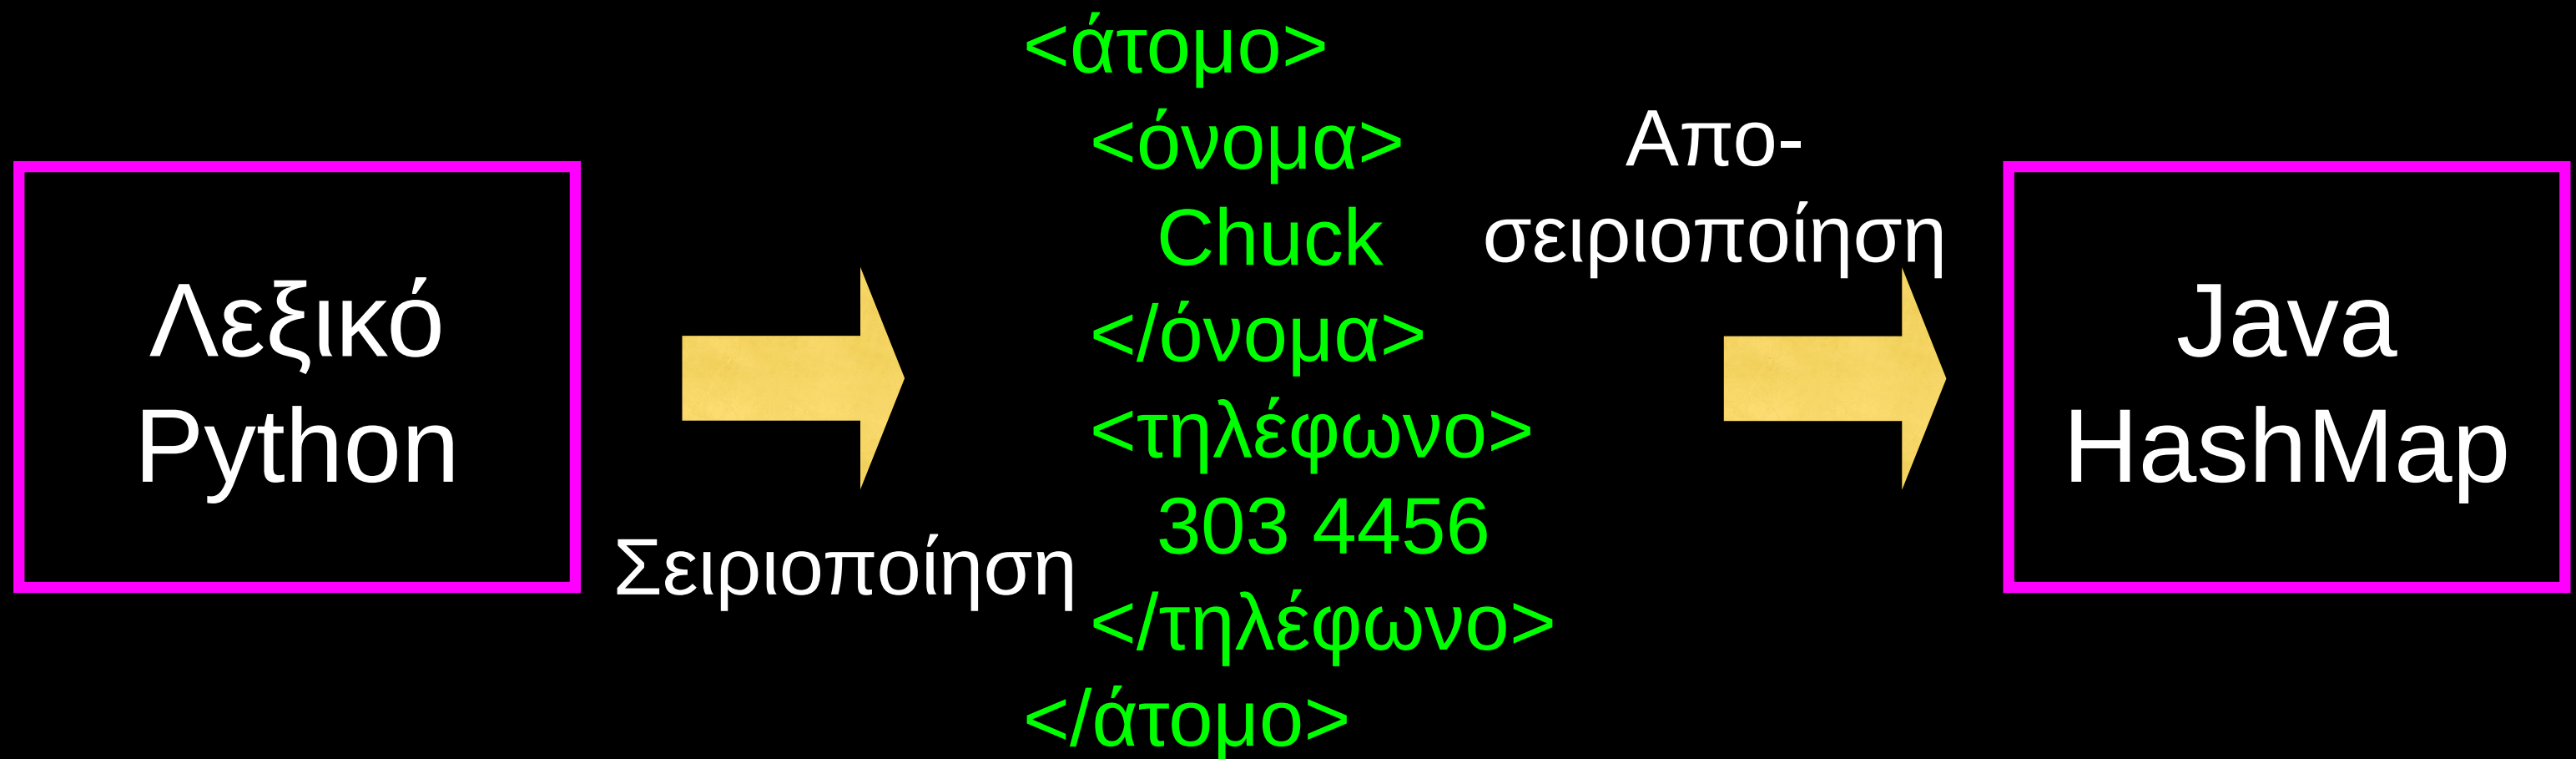 Λεξικό
Python
Σειριοποίηση
<άτομο>
<όνομα>
Chuck
</όνομα>
<τηλέφωνο>
303 4456
</τηλέφωνο>
</άτομο>
Απο-
σειριοποίηση
Java
HashMap